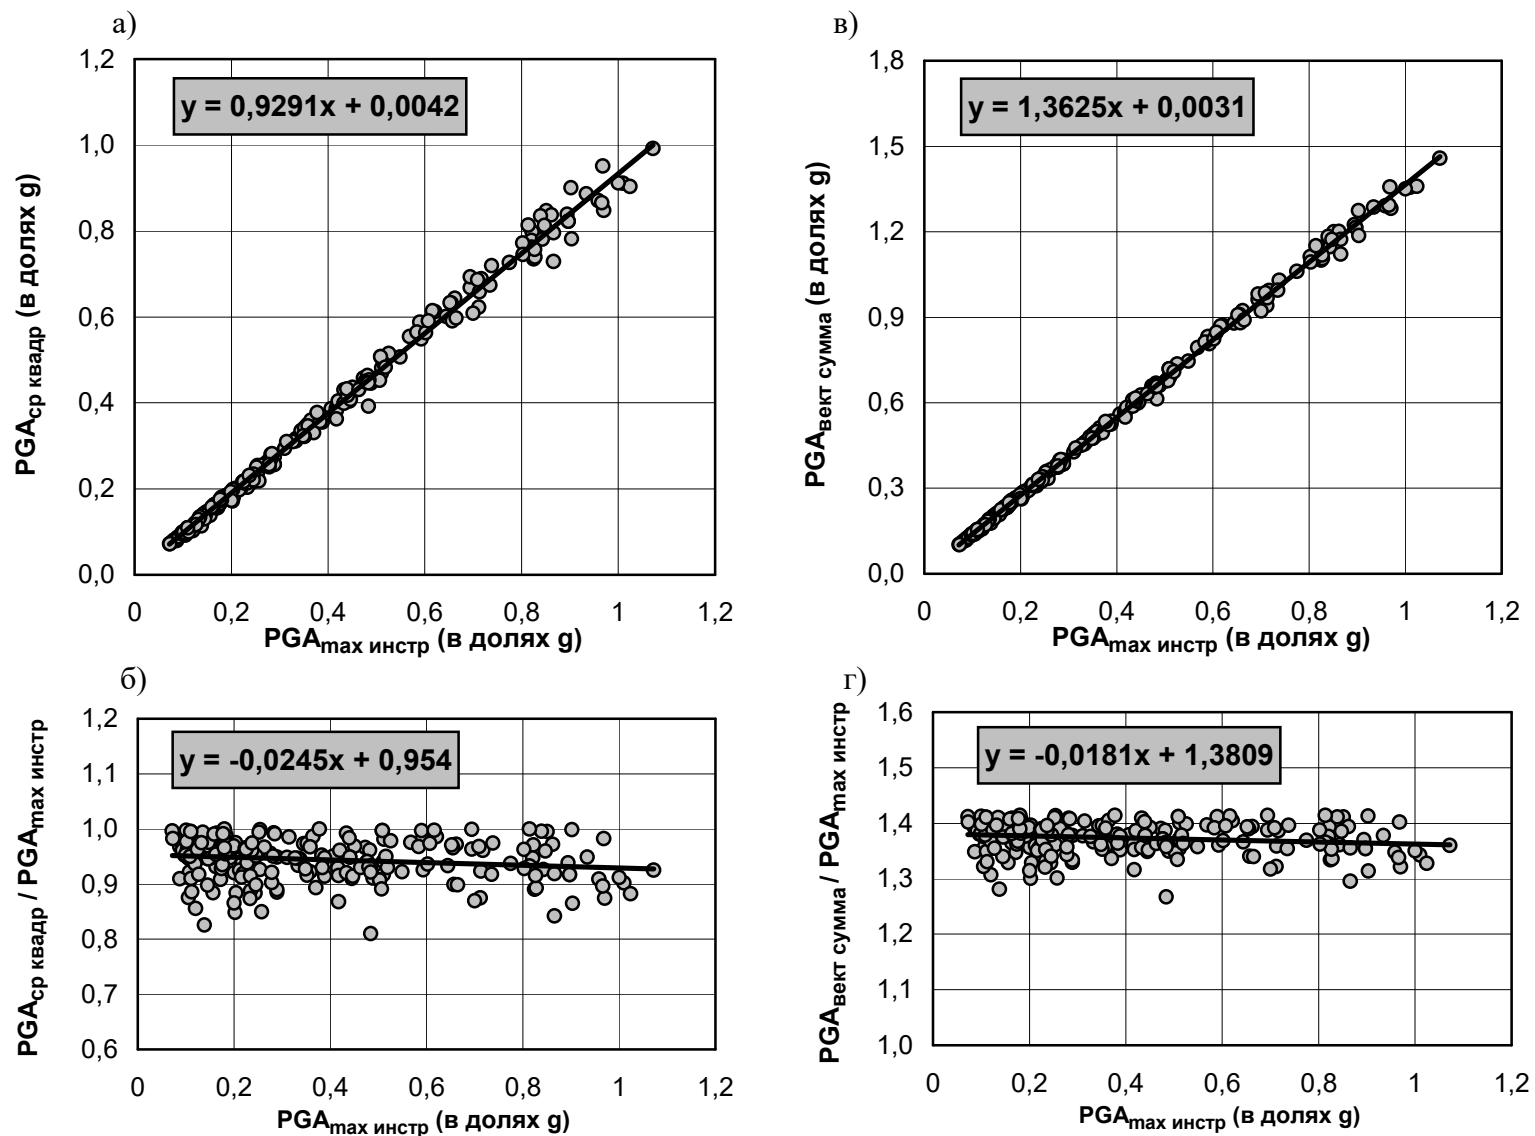 а)
y = 0,9291x + 0,0042
PGAср квадр (в долях g)
1,2
1,0
0,8
0,6
0,4
0,2
0,0
0 0,2 0,4 0,6 0,8 1 1,2
PGAmax инстр (в долях g)
в)
y = 1,3625x + 0,0031
PGAвект сумма (в долях g)
1,8
1,5
1,2
0,9
0,6
0,3
0,0
0 0,2 0,4 0,6 0,8 1 1,2
PGAmax инстр (в долях g)
б)
y = -0,0245x + 0,954
PGAср квадр / PGAmax инстр
1,2
1,1
1,0
0,9
0,8
0,7
0,6
0 0,2 0,4 0,6 0,8 1 1,2
PGAmax инстр (в долях g)
г)
y = -0,0181x + 1,3809
PGAвект сумма / PGAmax инстр
1,6
1,5
1,4
1,3
1,2
1,1
1,0
0 0,2 0,4 0,6 0,8 1 1,2
PGAmax инстр (в долях g)